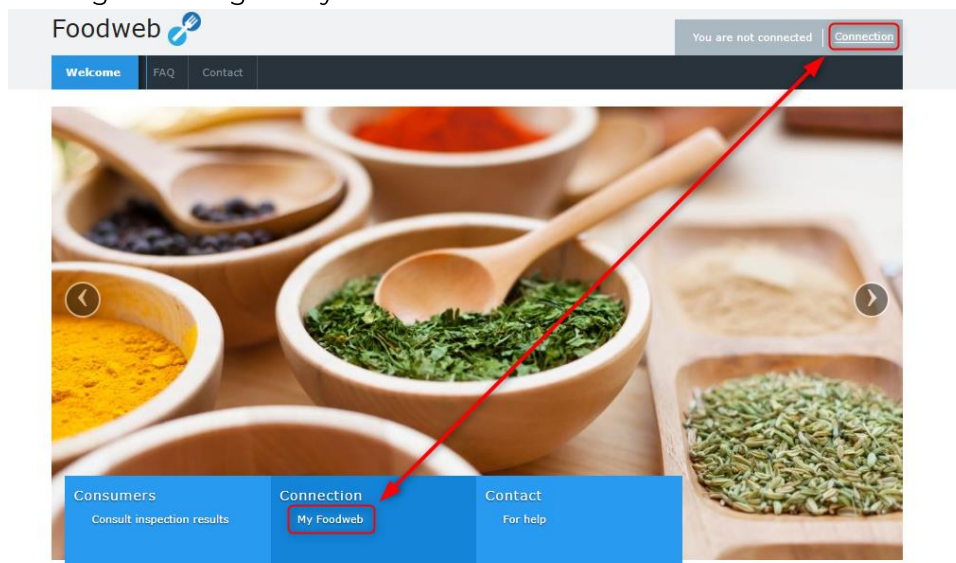 Foodweb
You are not connected
Connection
Welcome
FAQ
Contact
Consumers
Consult inspection results
Connection
My Foodweb
Contact
For help